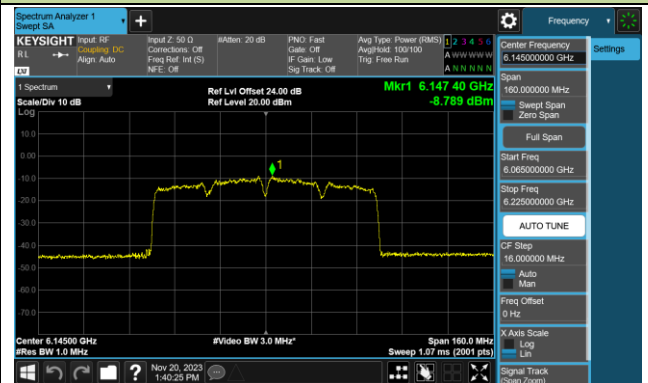 Spectrum Analyzer 1
Swept SA
Frequency
KEYSIGHT
RL
LXI
Input: RF
Coupling: DC
Align: Auto
Input Z: 50 Ω
Corrections: Off
Freq Ref: Int (S)
NFE: Off
#Atten: 20 dB
PNO: Fast
Gate: Off
IF Gain: Low
Sig Track: Off
Avg Type: Power (RMS)
Avg|Hold: 100/100
Trig: Free Run
1 2 3 4 5 6
A W W W W W
A N N N N N
Center Frequency
6.145000000 GHz
Settings
Span
160.000000 MHz
Swept Span
Zero Span
Full Span
Start Freq
6.065000000 GHz
Stop Freq
6.225000000 GHz
AUTO TUNE
CF Step
16.000000 MHz
Auto
Man
Freq Offset
0 Hz
X Axis Scale
Log
Lin
Signal Track
(Span Zoom)
1 Spectrum
Scale/Div 10 dB
Log
Ref Lvl Offset 24.00 dB
Ref Level 20.00 dBm
Mkr1 6.147 40 GHz
-8.789 dBm
10.0
0.00
-10.0
-20.0
-30.0
-40.0
-50.0
-60.0
-70.0
1
Center 6.14500 GHz
#Res BW 1.0 MHz
#Video BW 3.0 MHz*
Span 160.0 MHz
Sweep 1.07 ms (2001 pts)
?
Nov 20, 2023
1:40:25 PM